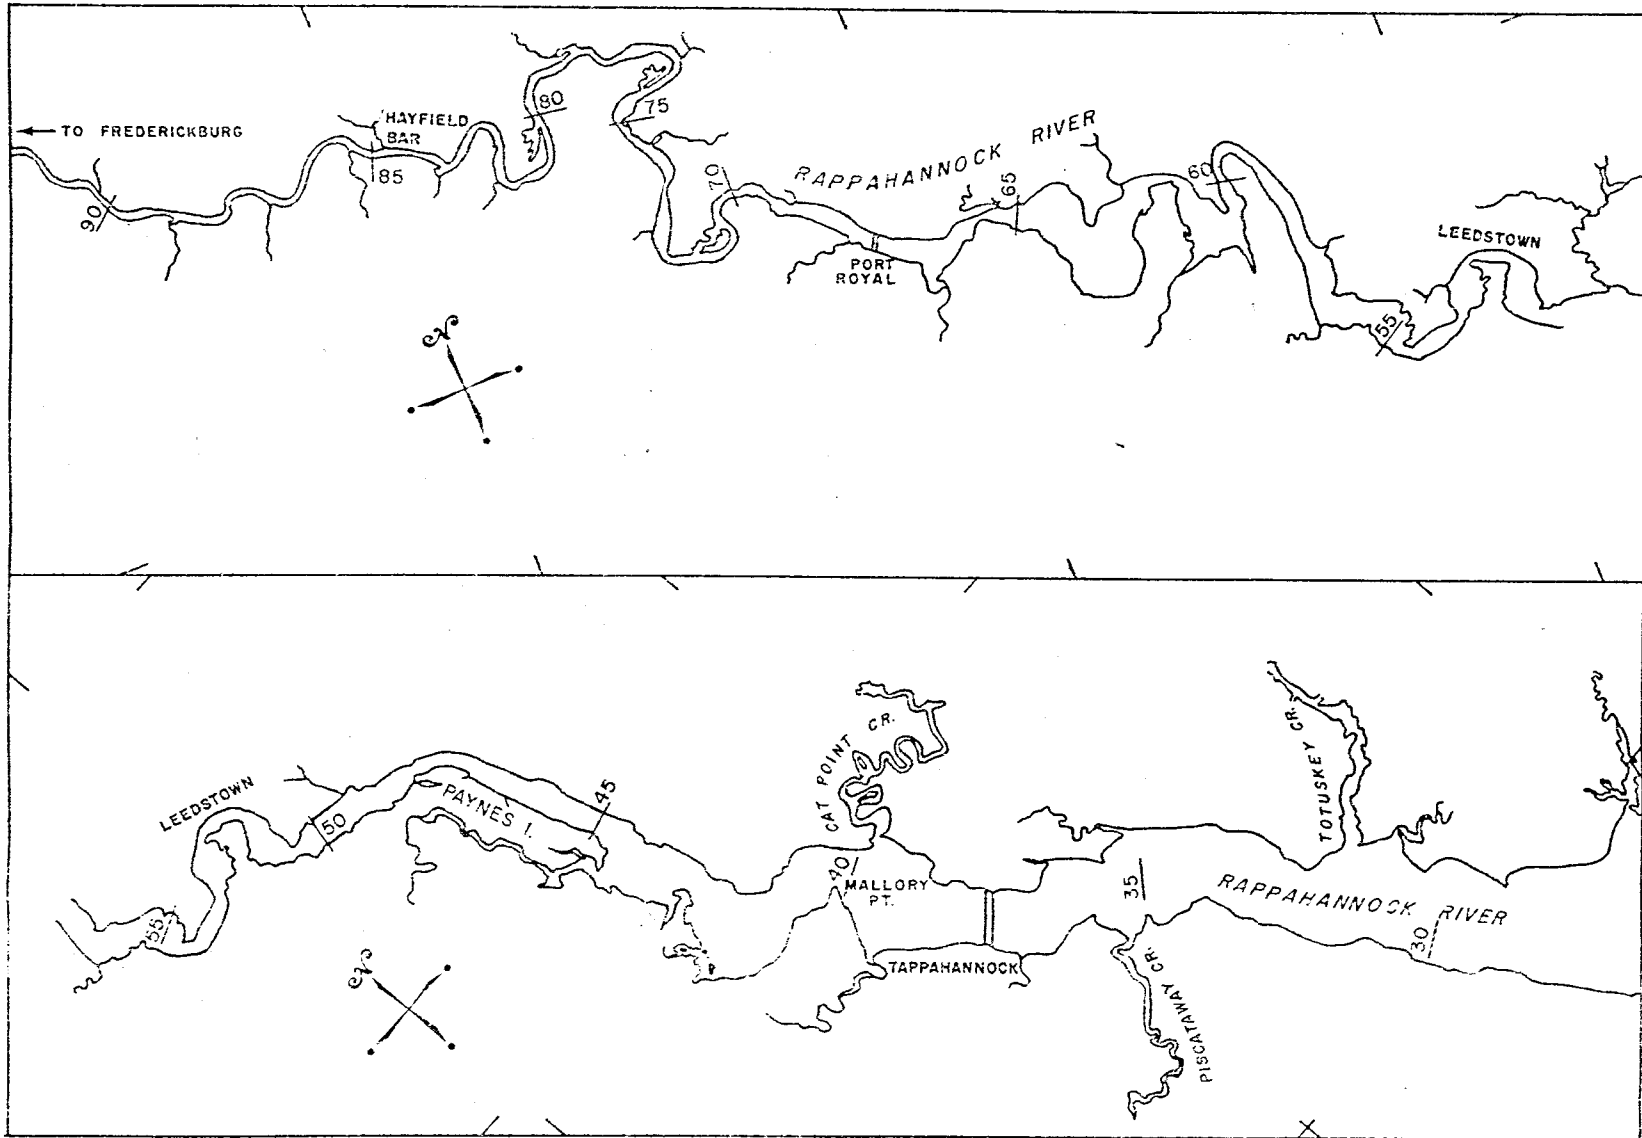 ← TO FREDERICKBURG
HAYFIELD
BAR
80
75
RAPPAHANNOCK RIVER
90
85
70
65
60
PORT
ROYAL
LEEDSTOWN
55
N
LEEDSTOWN
55
50
PAYNES I.
45
CAT POINT CR.
40
MALLORY
PT.
TAPPAHANNOCK
35
PISCATAWAY CR.
TOTUSKEY CR.
RAPPAHANNOCK RIVER
30
N